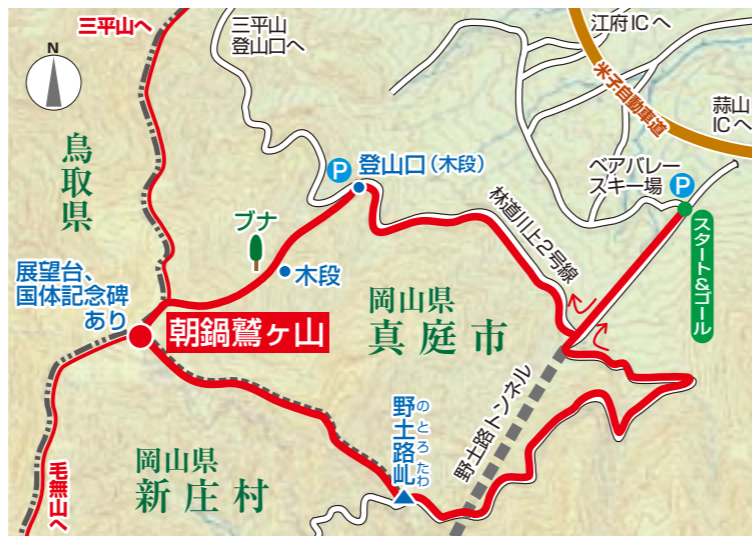 三平山へ
三平山
登山口へ
江府ICへ
米子自動車道
蒜山
ICへ
N
鳥取県
P
登山口（木段）
ベアバレー
スキー場
P
スタート&ゴール
林道川上2号線
ブナ
木段
展望台、
国体記念碑
あり
朝鍋鷲ヶ山
岡山県
真庭市
野土路トンネル
野土路乢
のとろたわ
岡山県
新庄村
毛無山へ